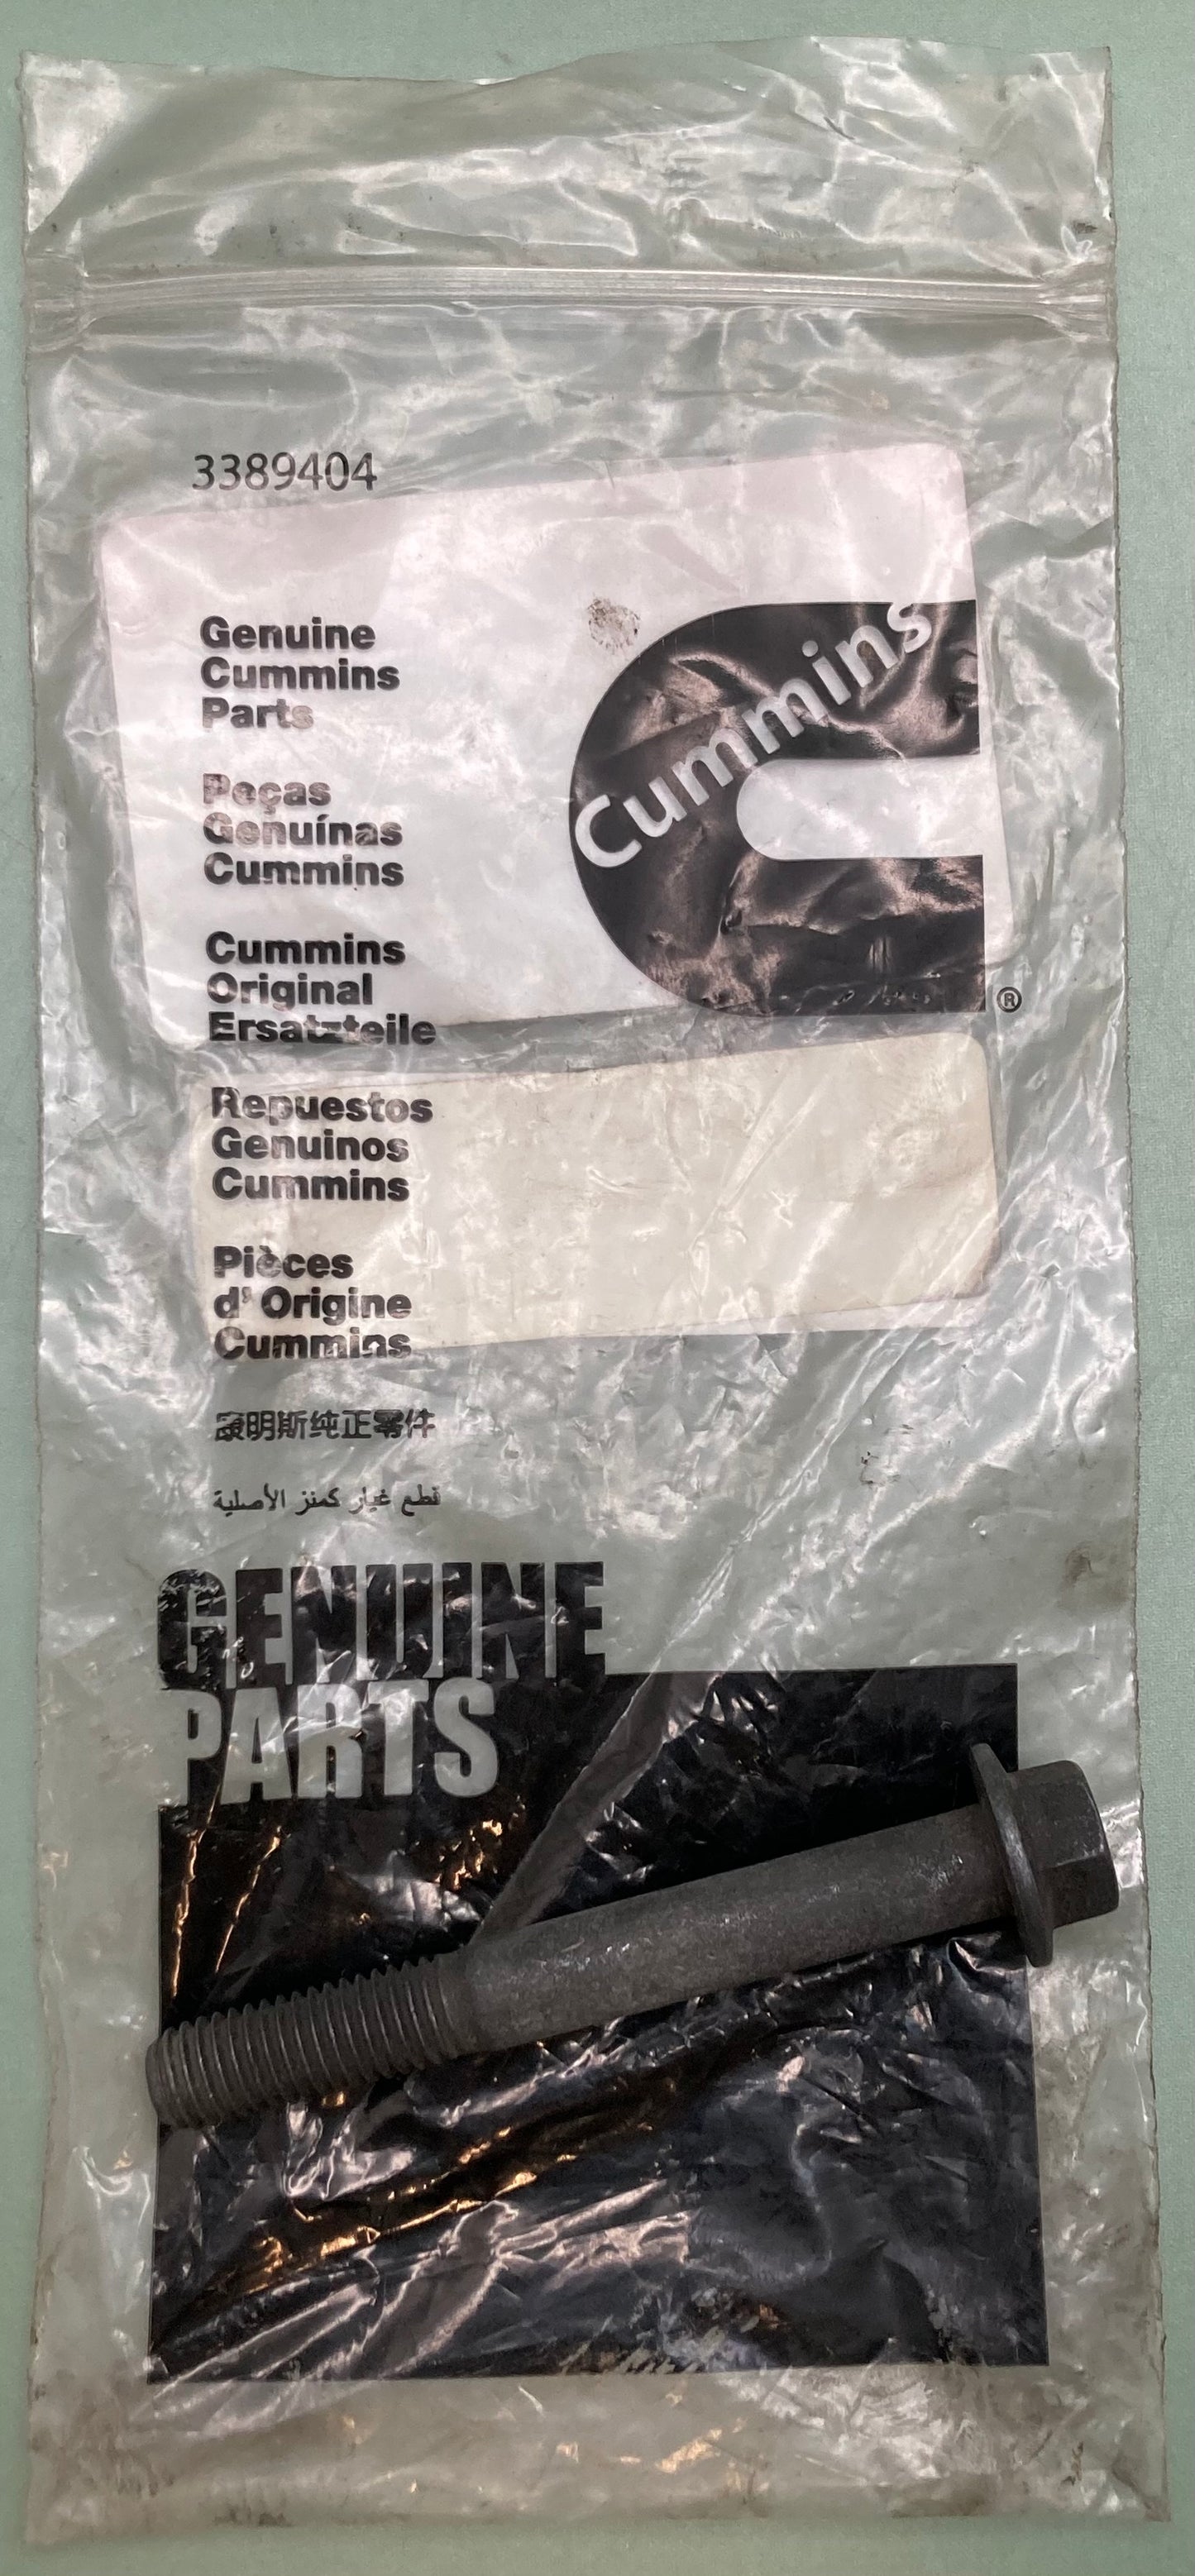 3389404
Genuine
Cummins
Parts
Peças
Genuínas
Cummins
Cummins
Original
Ersatzteile
Repuestos
Genuinos
Cummins
Pièces
d' Origine
Cummins
康明斯纯正零件
قطع غيار كمنز الأصلية
Cummins
®
GENUINE
PARTS